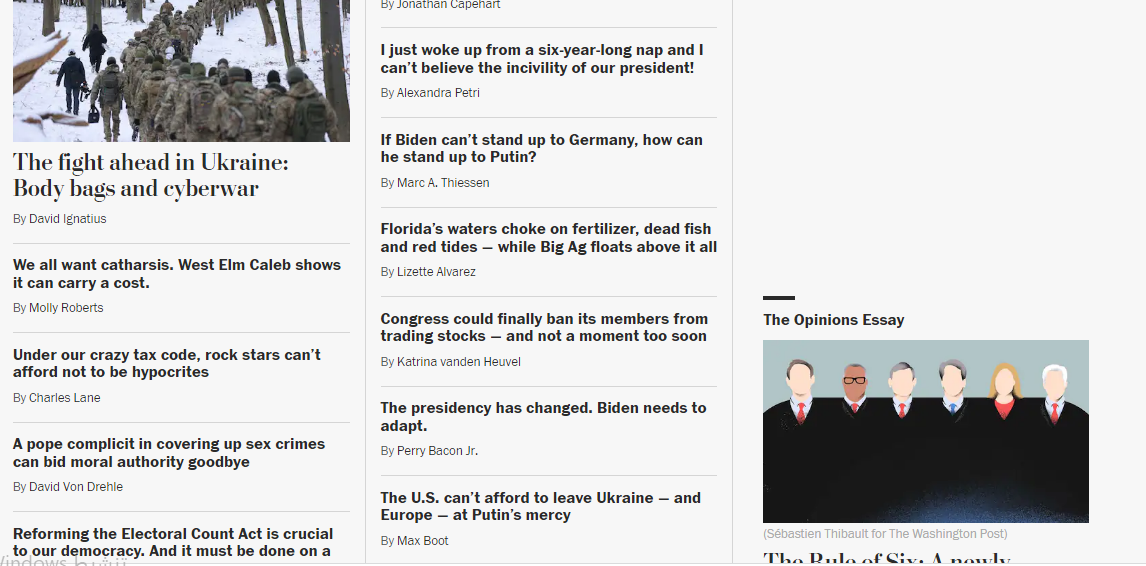 The fight ahead in Ukraine:
Body bags and cyberwar
By David Ignatius
We all want catharsis. West Elm Caleb shows
it can carry a cost.
By Molly Roberts
Under our crazy tax code, rock stars can’t
afford not to be hypocrites
By Charles Lane
A pope complicit in covering up sex crimes
can bid moral authority goodbye
By David Von Drehle
Reforming the Electoral Count Act is crucial
to our democracy. And it must be done on a
By Jonathan Capehart
I just woke up from a six-year-long nap and I
can’t believe the incivility of our president!
By Alexandra Petri
If Biden can’t stand up to Germany, how can
he stand up to Putin?
By Marc A. Thiessen
Florida’s waters choke on fertilizer, dead fish
and red tides — while Big Ag floats above it all
By Lizette Alvarez
Congress could finally ban its members from
trading stocks — and not a moment too soon
By Katrina vanden Heuvel
The presidency has changed. Biden needs to
adapt.
By Perry Bacon Jr.
The U.S. can’t afford to leave Ukraine — and
Europe — at Putin’s mercy
By Max Boot
The Opinions Essay
(Sébastien Thibault for The Washington Post)
The Rule of Six: A newly